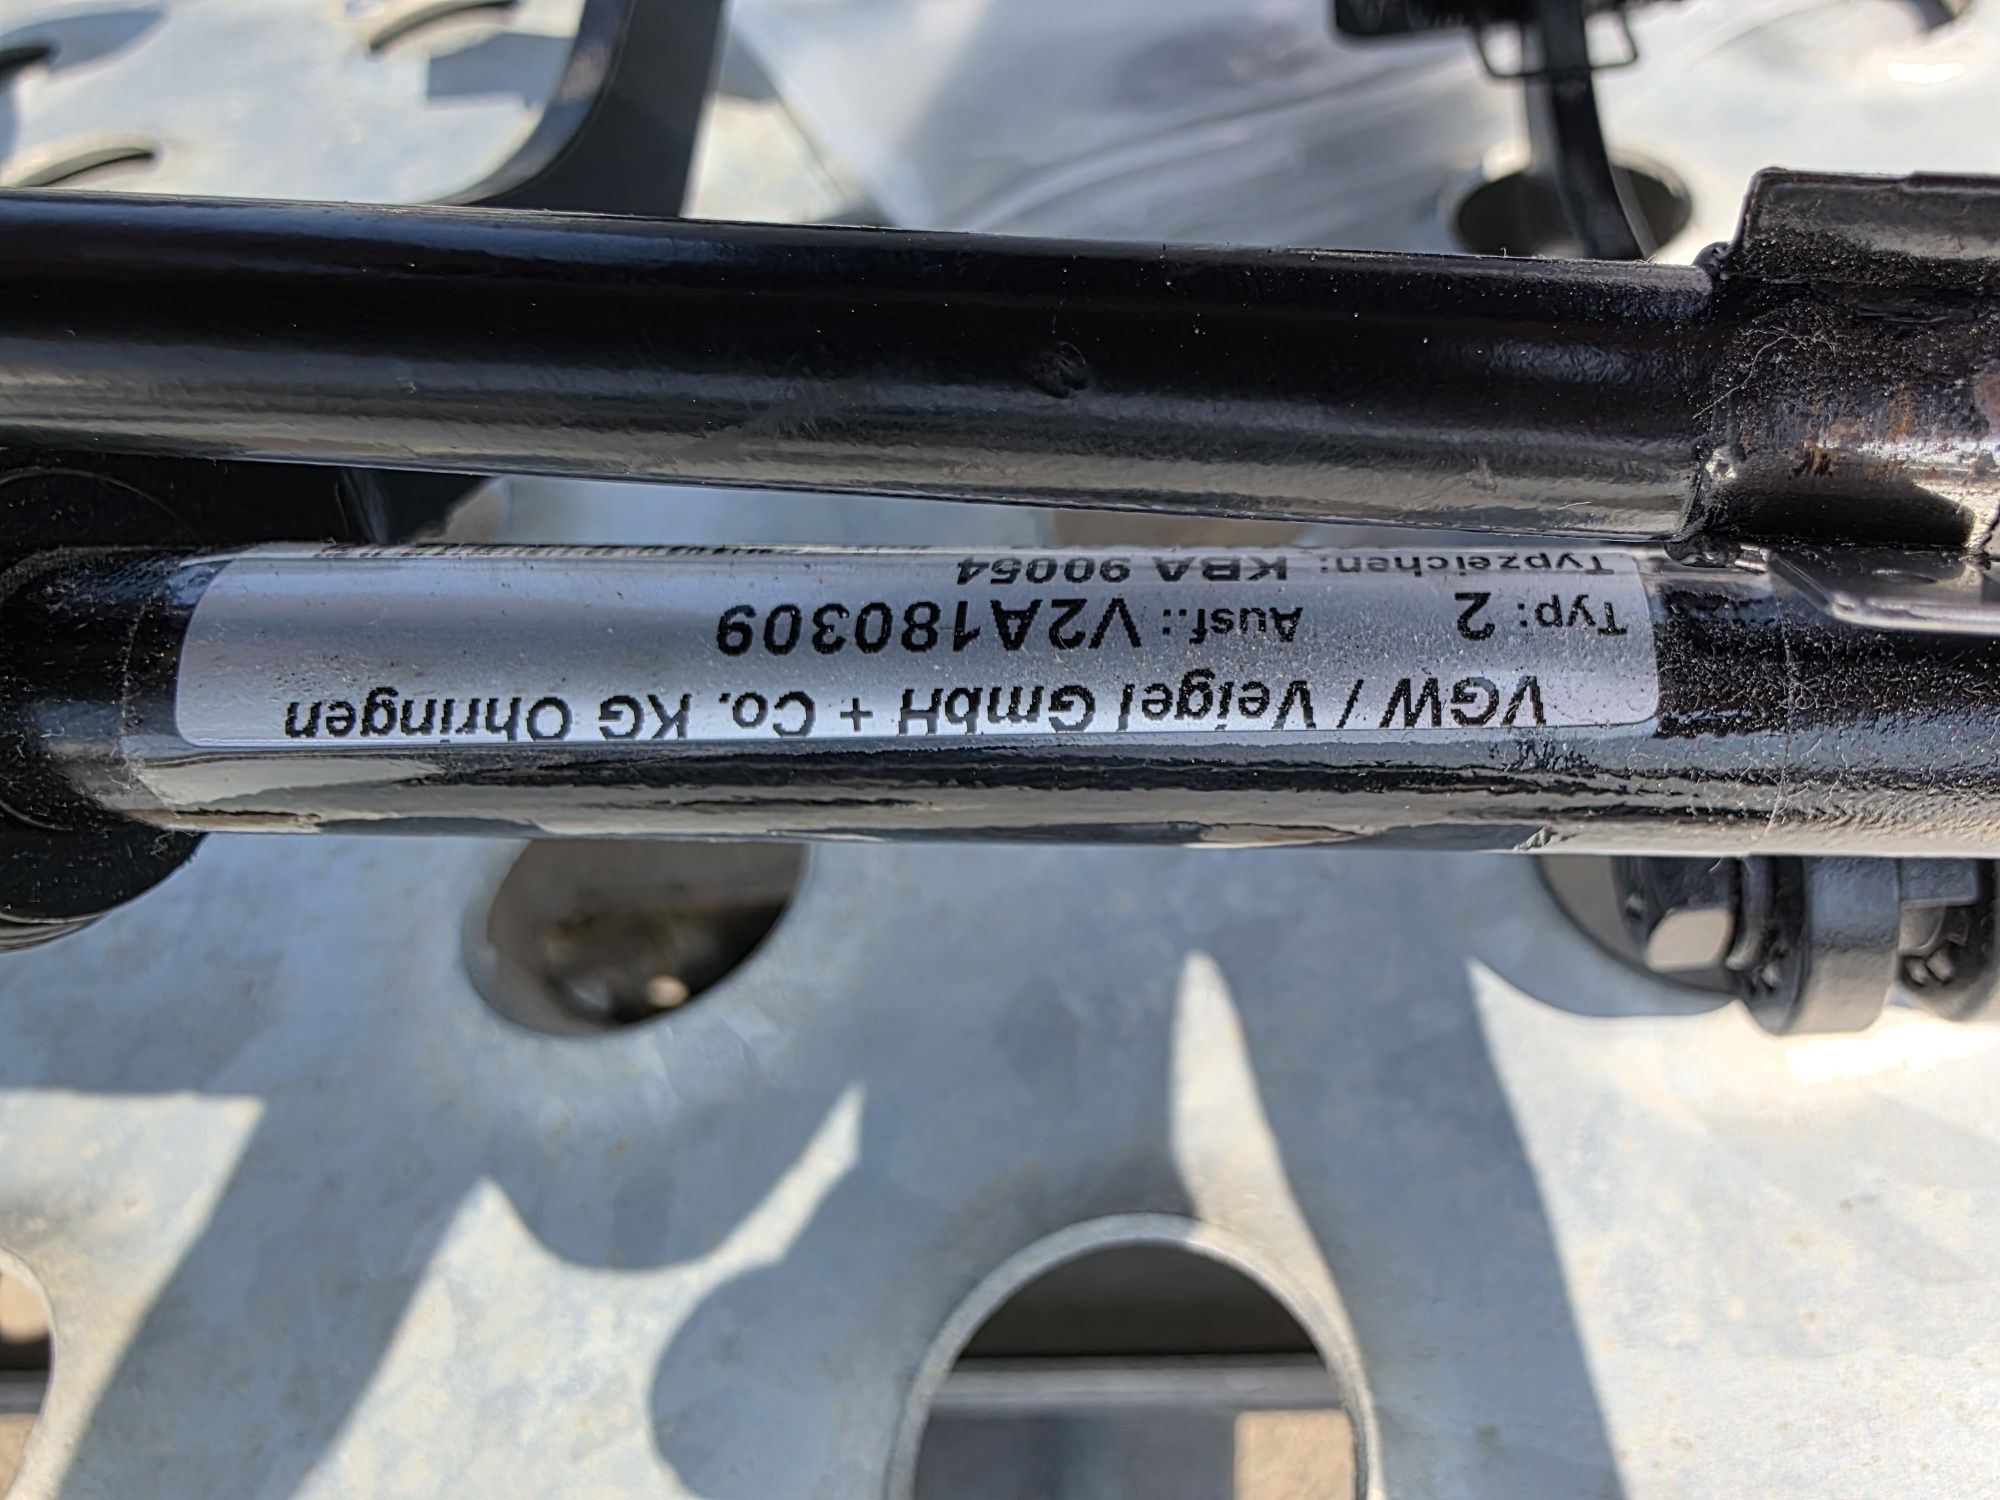 VGW / Veigel GmbH + Co. KG Öhringen
Typ: 2 Ausf.: V2A180309
Typzeichen: KBA 90054